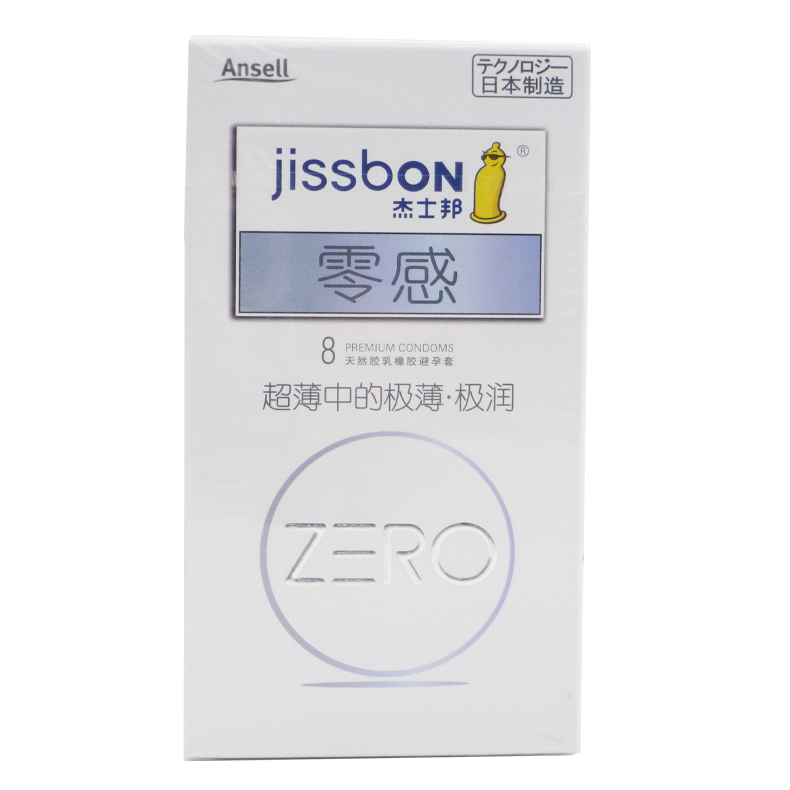 Ansell
テクノロジー
日本制造
jissbON
®
杰士邦
零感
8 PREMIUM CONDOMS
天然胶乳橡胶避孕套
超薄中的极薄·极润
ZERO